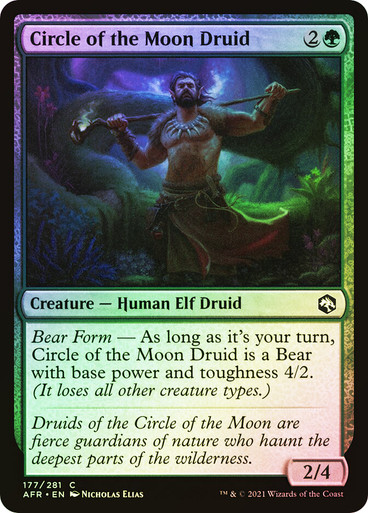 Circle of the Moon Druid 2
Creature — Human Elf Druid
Bear Form — As long as it's your turn,
Circle of the Moon Druid is a Bear
with base power and toughness 4/2.
(It loses all other creature types.)
Druids of the Circle of the Moon are
fierce guardians of nature who haunt the
deepest parts of the wilderness.
2/4
177/281 C
AFR • EN Nicholas Elias
™ & © 2021 Wizards of the Coast